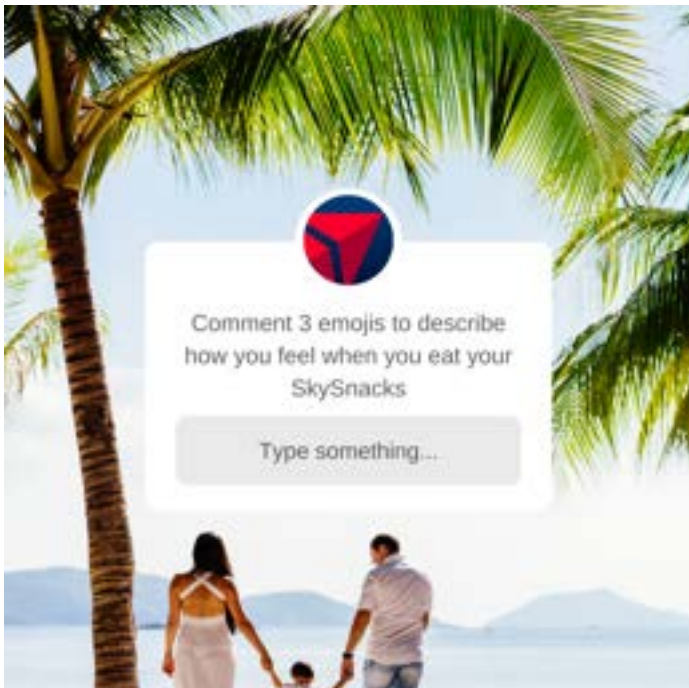 Comment 3 emojis to describe
how you feel when you eat your
SkySnacks
Type something...